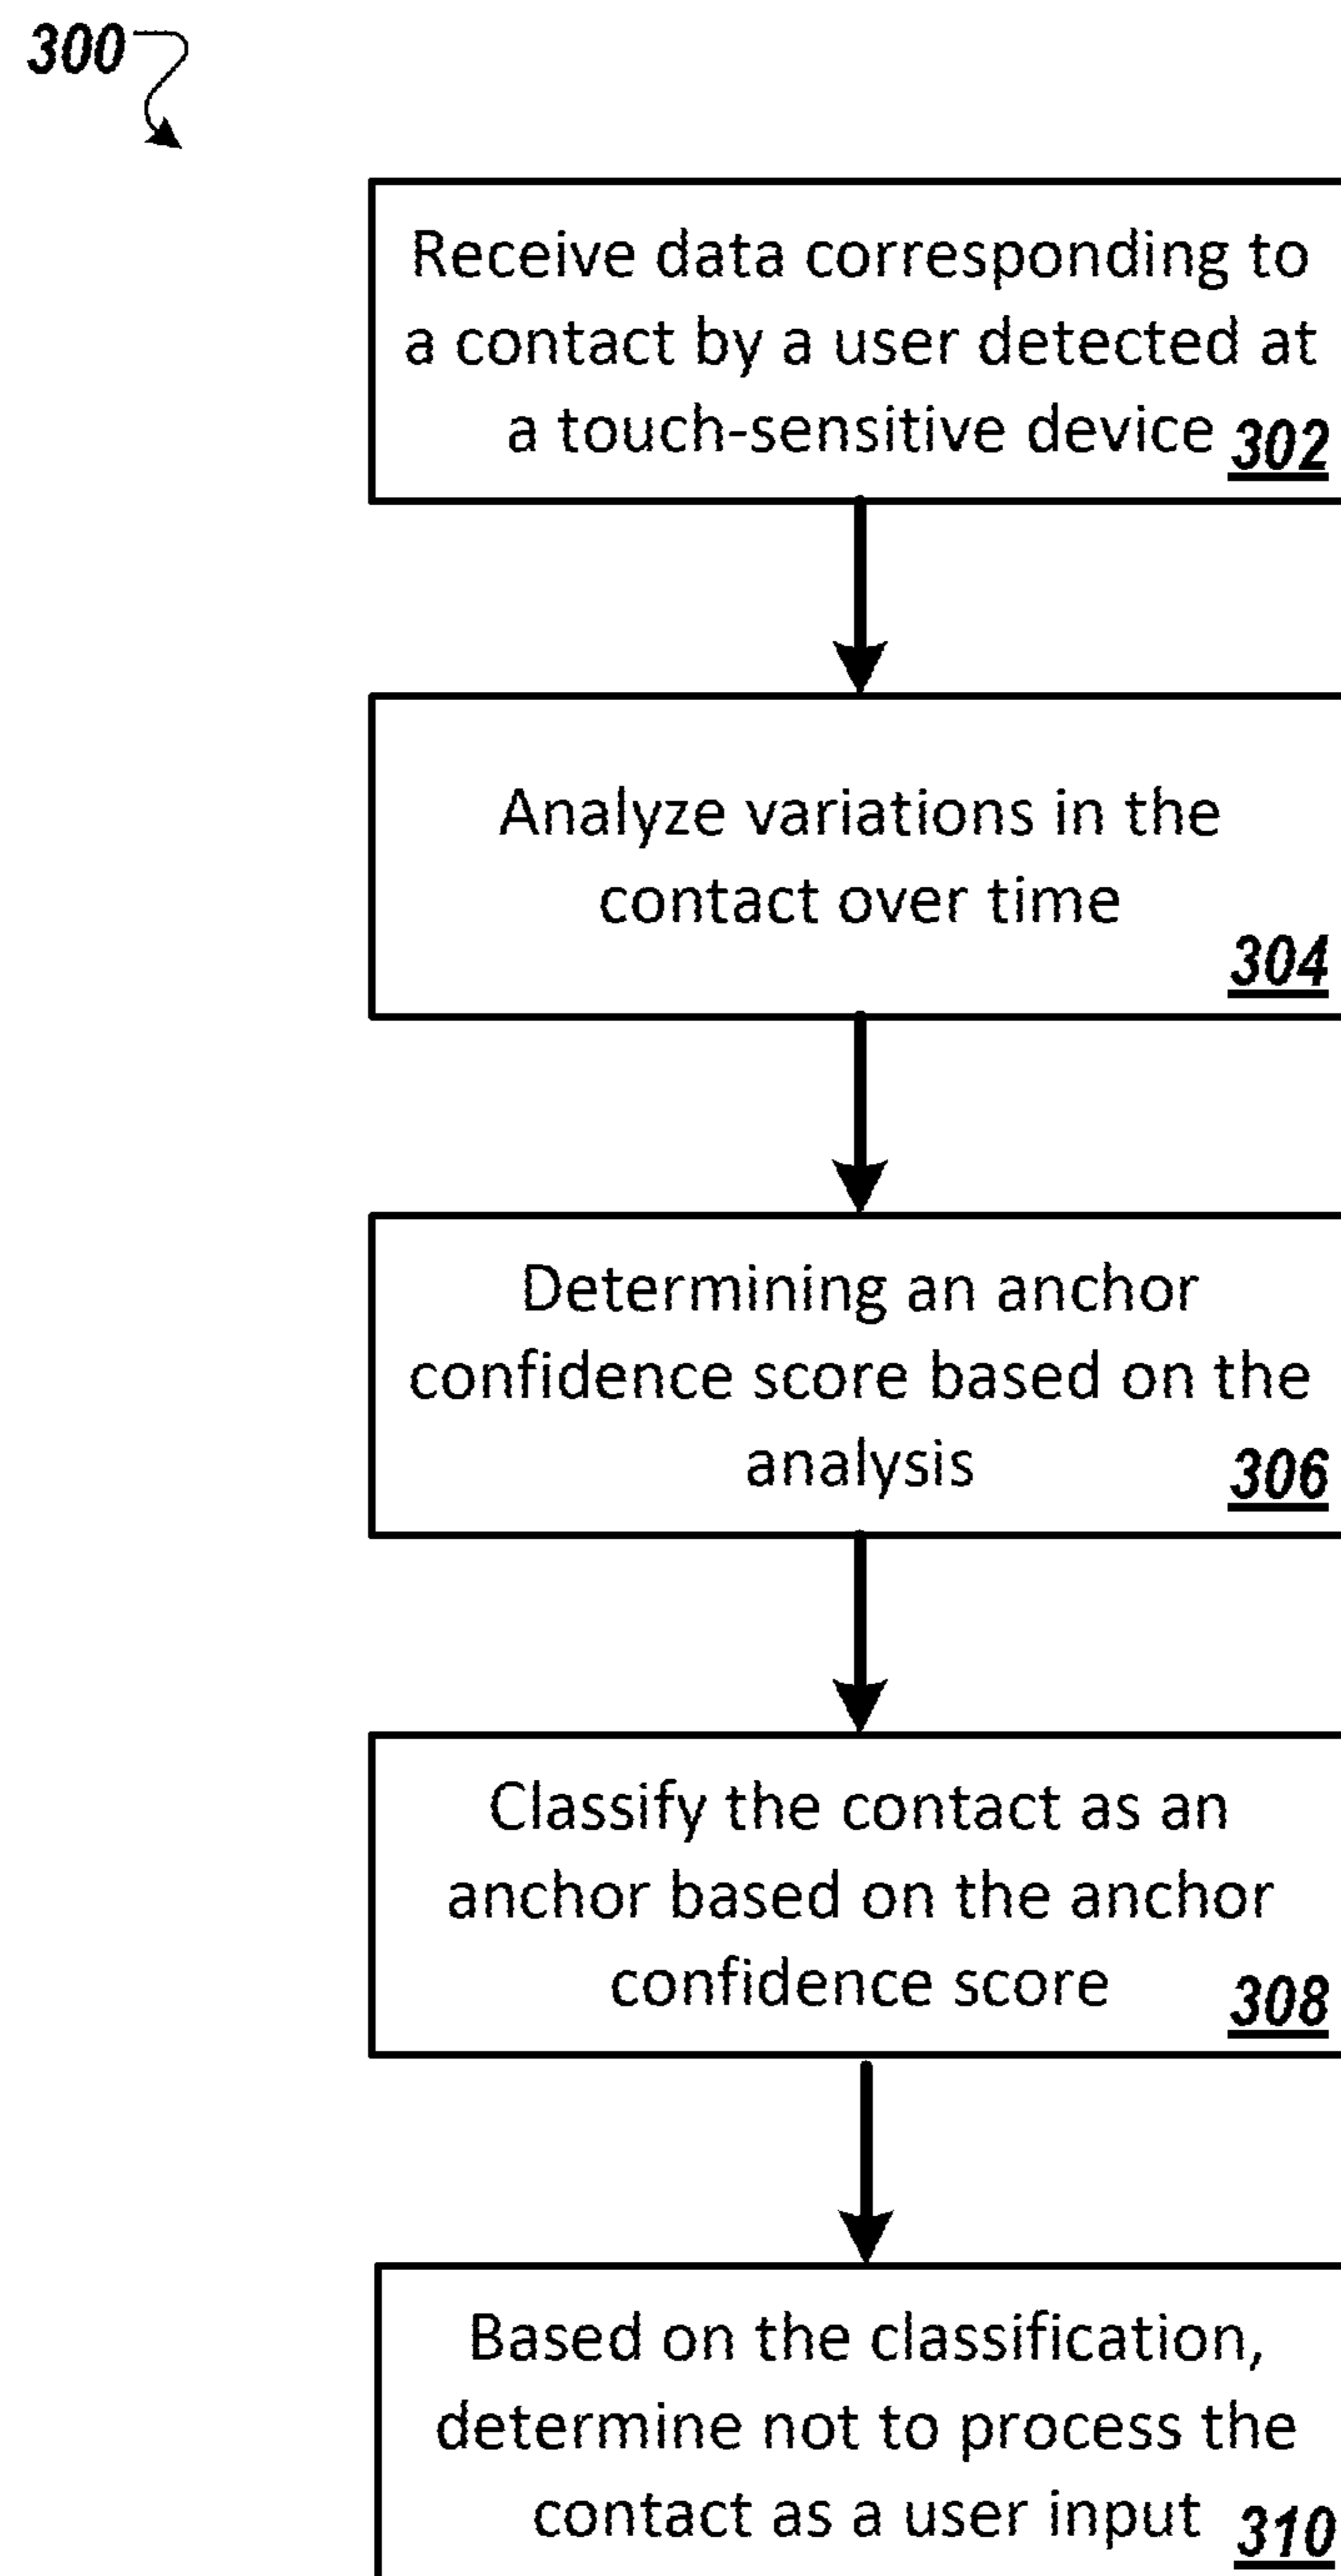 300
Receive data corresponding to
a contact by a user detected at
a touch-sensitive device 302
Analyze variations in the
contact over time
304
Determining an anchor
confidence score based on the
analysis 306
Classify the contact as an
anchor based on the anchor
confidence score 308
Based on the classification,
determine not to process the
contact as a user input 310